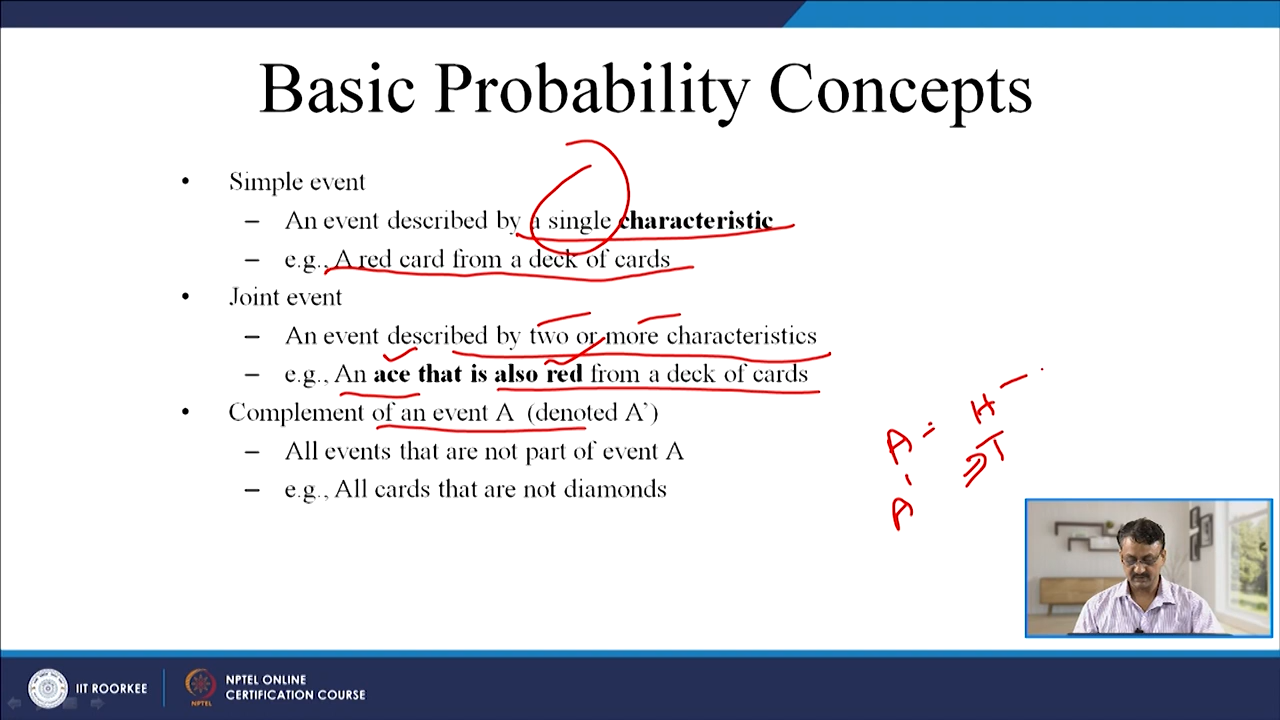 Basic Probability Concepts
• Simple event
– An event described by a single characteristic
– e.g., A red card from a deck of cards
• Joint event
– An event described by two or more characteristics
– e.g., An ace that is also red from a deck of cards
• Complement of an event A (denoted A’)
– All events that are not part of event A
– e.g., All cards that are not diamonds
A = H
T
A'
IIT ROORKEE
NPTEL
NPTEL ONLINE
CERTIFICATION COURSE